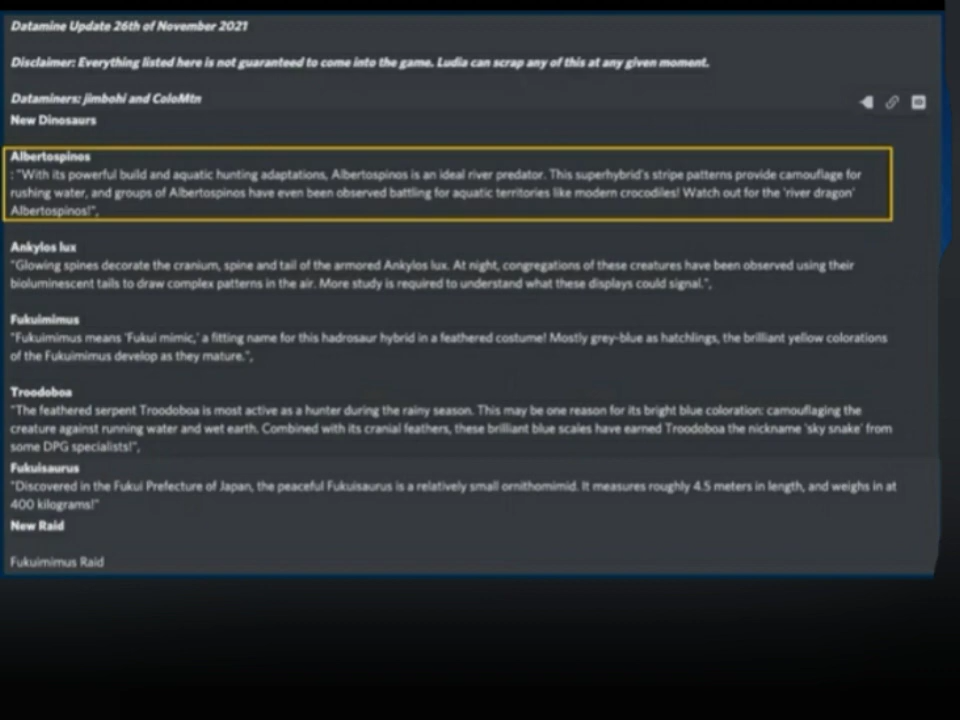 Datamine Update 26th of November 2021
Disclaimer: Everything listed here is not guaranteed to come into the game. Ludia can scrap any of this at any given moment.
Dataminers: jimbohi and ColoMtn
New Dinosaurs
Albertospinos
: "With its powerful build and aquatic hunting adaptations, Albertospinos is an ideal river predator. This superhybrid's stripe patterns provide camouflage for
rushing water, and groups of Albertospinos have even been observed battling for aquatic territories like modern crocodiles! Watch out for the 'river dragon'
Albertospinos!",
Ankylos lux
"Glowing spines decorate the cranium, spine and tail of the armored Ankylos lux. At night, congregations of these creatures have been observed using their
bioluminescent tails to draw complex patterns in the air. More study is required to understand what these displays could signal.",
Fukuimimus
"Fukuimimus means 'Fukui mimic,' a fitting name for this hadrosaur hybrid in a feathered costume! Mostly grey-blue as hatchlings, the brilliant yellow colorations
of the Fukuimimus develop as they mature.",
Troodoboa
"The feathered serpent Troodoboa is most active as a hunter during the rainy season. This may be one reason for its bright blue coloration: camouflaging the
creature against running water and wet earth. Combined with its cranial feathers, these brilliant blue scales have earned Troodoboa the nickname 'sky snake' from
some DPG specialists!",
Fukuisaurus
"Discovered in the Fukui Prefecture of Japan, the peaceful Fukuisaurus is a relatively small ornithomimid. It measures roughly 4.5 meters in length, and weighs in at
400 kilograms!"
New Raid
Fukuimimus Raid